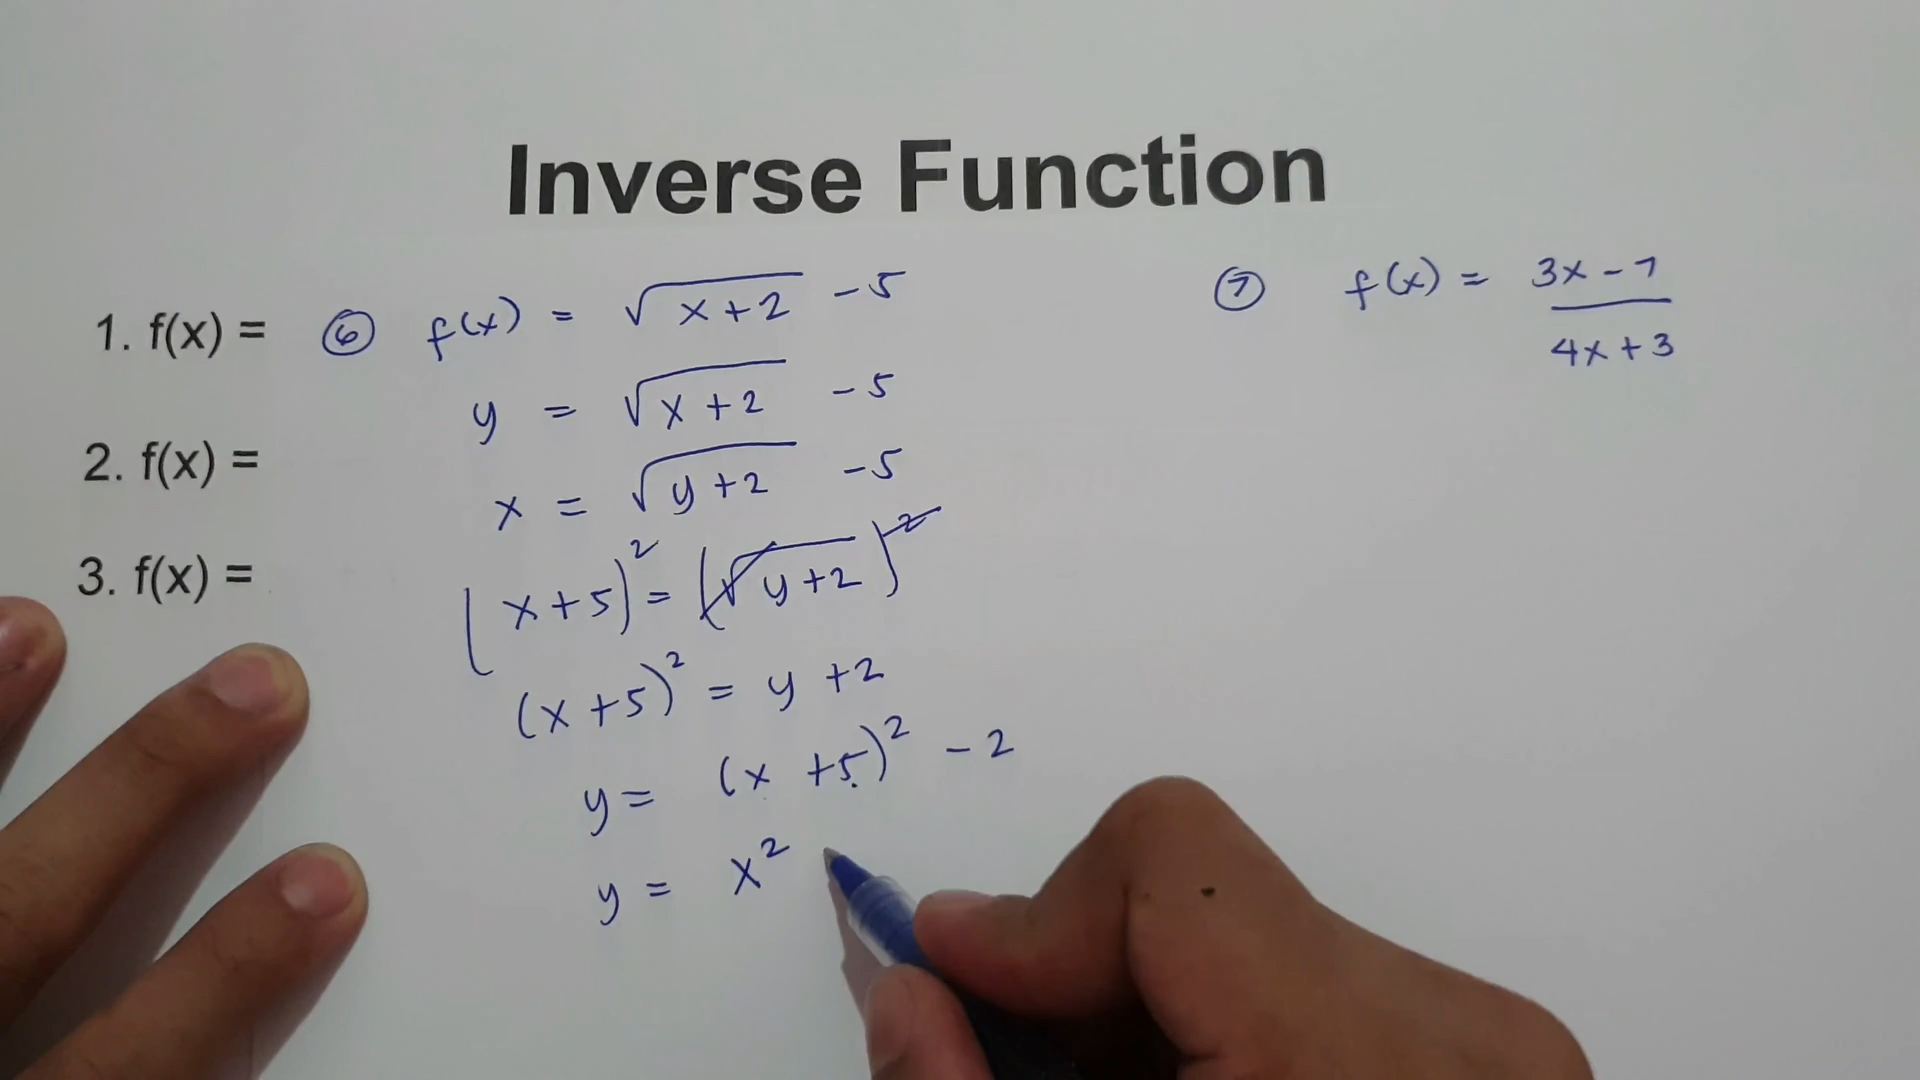 Inverse Function
1. f(x) =
2. f(x) =
3. f(x) =
⑥ f(x) = √(x+2) -5
y = √(x+2) -5
x = √(y+2) -5
(x+5)² = (√(y+2))²
(x+5)² = y+2
y = (x+5)² - 2
y = x²
⑦ f(x) = (3x-7)/(4x+3)